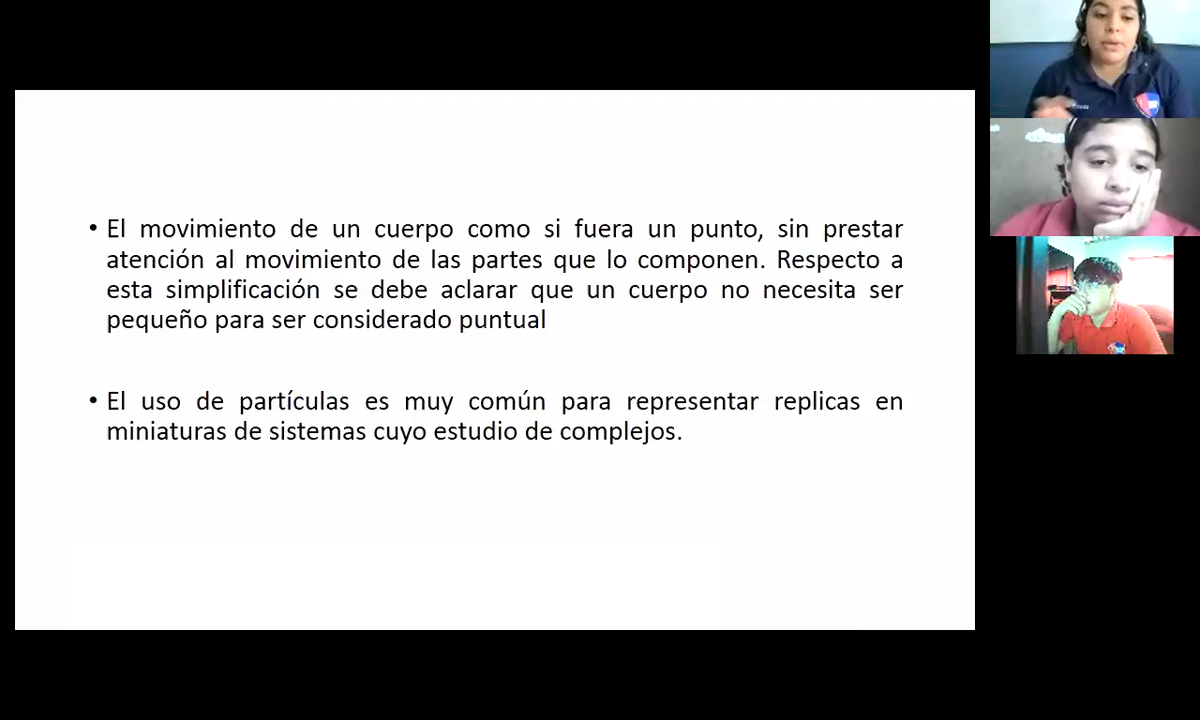 • El movimiento de un cuerpo como si fuera un punto, sin prestar
atención al movimiento de las partes que lo componen. Respecto a
esta simplificación se debe aclarar que un cuerpo no necesita ser
pequeño para ser considerado puntual
• El uso de partículas es muy común para representar replicas en
miniaturas de sistemas cuyo estudio de complejos.